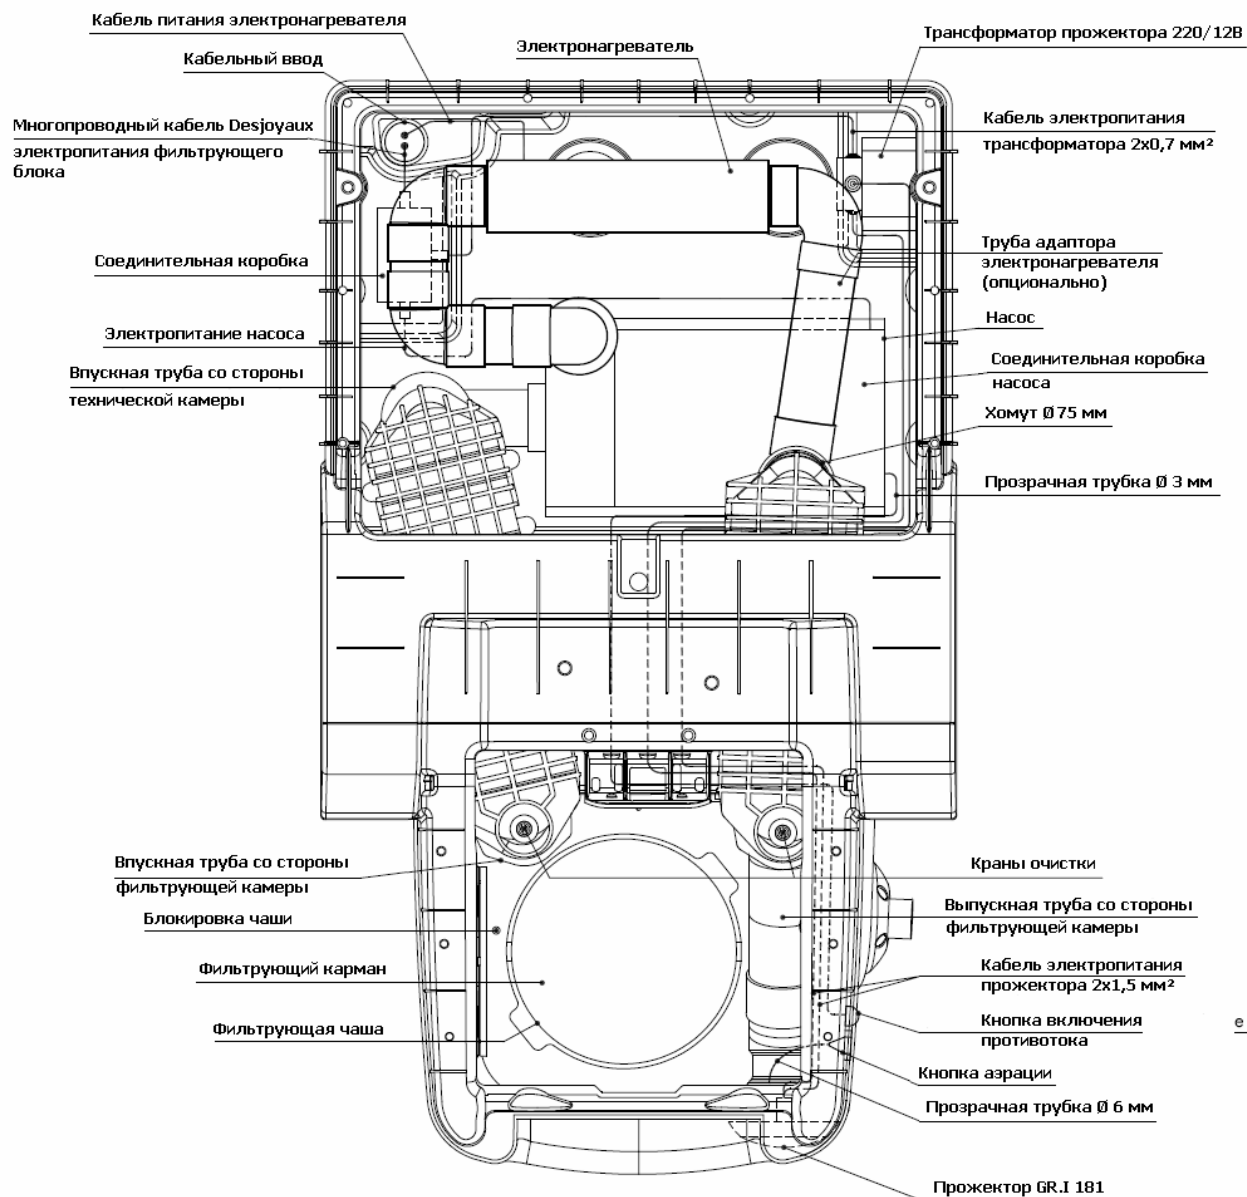 Кабель питания электронагревателя
Кабельный ввод
Многопроводный кабель Desjoyaux
электропитания фильтрующего
блока
Соединительная коробка
Электропитание насоса
Впускная труба со стороны
технической камеры
Электронагреватель
Трансформатор прожектора 220/12В
Кабель электропитания
трансформатора 2x0,7 мм²
Труба адаптора
электронагревателя
(опционально)
Насос
Соединительная коробка
насоса
Хомут Ø 75 мм
Прозрачная трубка Ø 3 мм
Впускная труба со стороны
фильтрующей камеры
Блокировка чаши
Фильтрующий карман
Фильтрующая чаша
Краны очистки
Выпускная труба со стороны
фильтрующей камеры
Кабель электропитания
прожектора 2x1,5 мм²
Кнопка включения
противотока
е
Кнопка аэрации
Прозрачная трубка Ø 6 мм
Прожектор GR.I 181